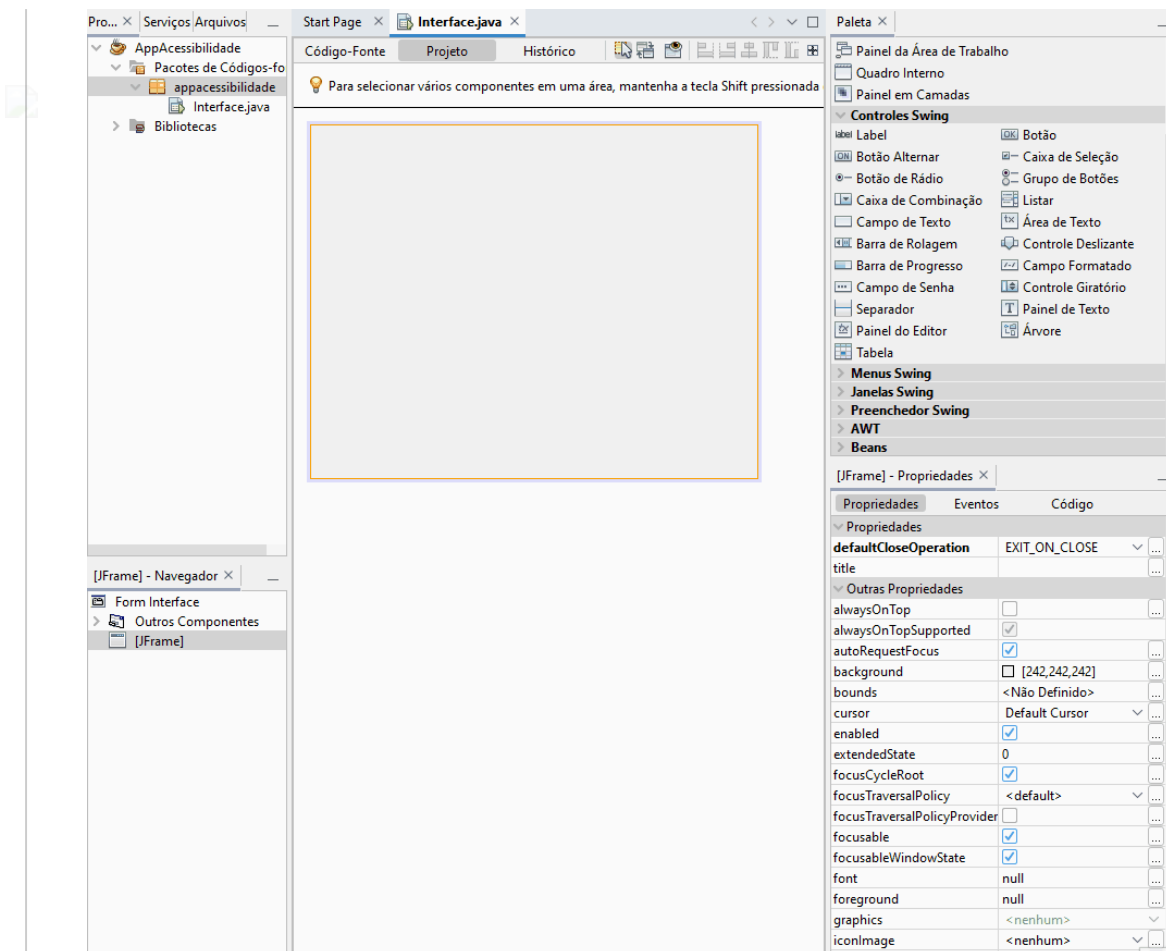 Pro... Serviços Arquivos
AppAcessibilidade
Pacotes de Códigos-fo
appacessibilidade
Interface.java
Bibliotecas
[JFrame] - Navegador
Form Interface
Outros Componentes
[JFrame]
Start Page Interface.java
Código-Fonte Projeto Histórico
Para selecionar vários componentes em uma área, mantenha a tecla Shift pressionada
Paleta
Painel da Área de Trabalho
Quadro Interno
Painel em Camadas
Controles Swing
label Label OK Botão
ON Botão Alternar Caixa de Seleção
Botão de Rádio Grupo de Botões
Caixa de Combinação Listar
Campo de Texto tx Área de Texto
Barra de Rolagem Controle Deslizante
Barra de Progresso Campo Formatado
Campo de Senha Controle Giratório
Separador T Painel de Texto
Painel do Editor Árvore
Tabela
Menus Swing
Janelas Swing
Preenchedor Swing
AWT
Beans
[JFrame] - Propriedades
Propriedades Eventos Código
Propriedades
defaultCloseOperation EXIT_ON_CLOSE ...
title ...
Outras Propriedades
alwaysOnTop ...
alwaysOnTopSupported
autoRequestFocus ...
background [242,242,242] ...
bounds <Não Definido> ...
cursor Default Cursor ...
enabled ...
extendedState 0 ...
focusCycleRoot ...
focusTraversalPolicy <default> ...
focusTraversalPolicyProvider ...
focusable ...
focusableWindowState ...
font null ...
foreground null ...
graphics <nenhum>
iconImage <nenhum> ...